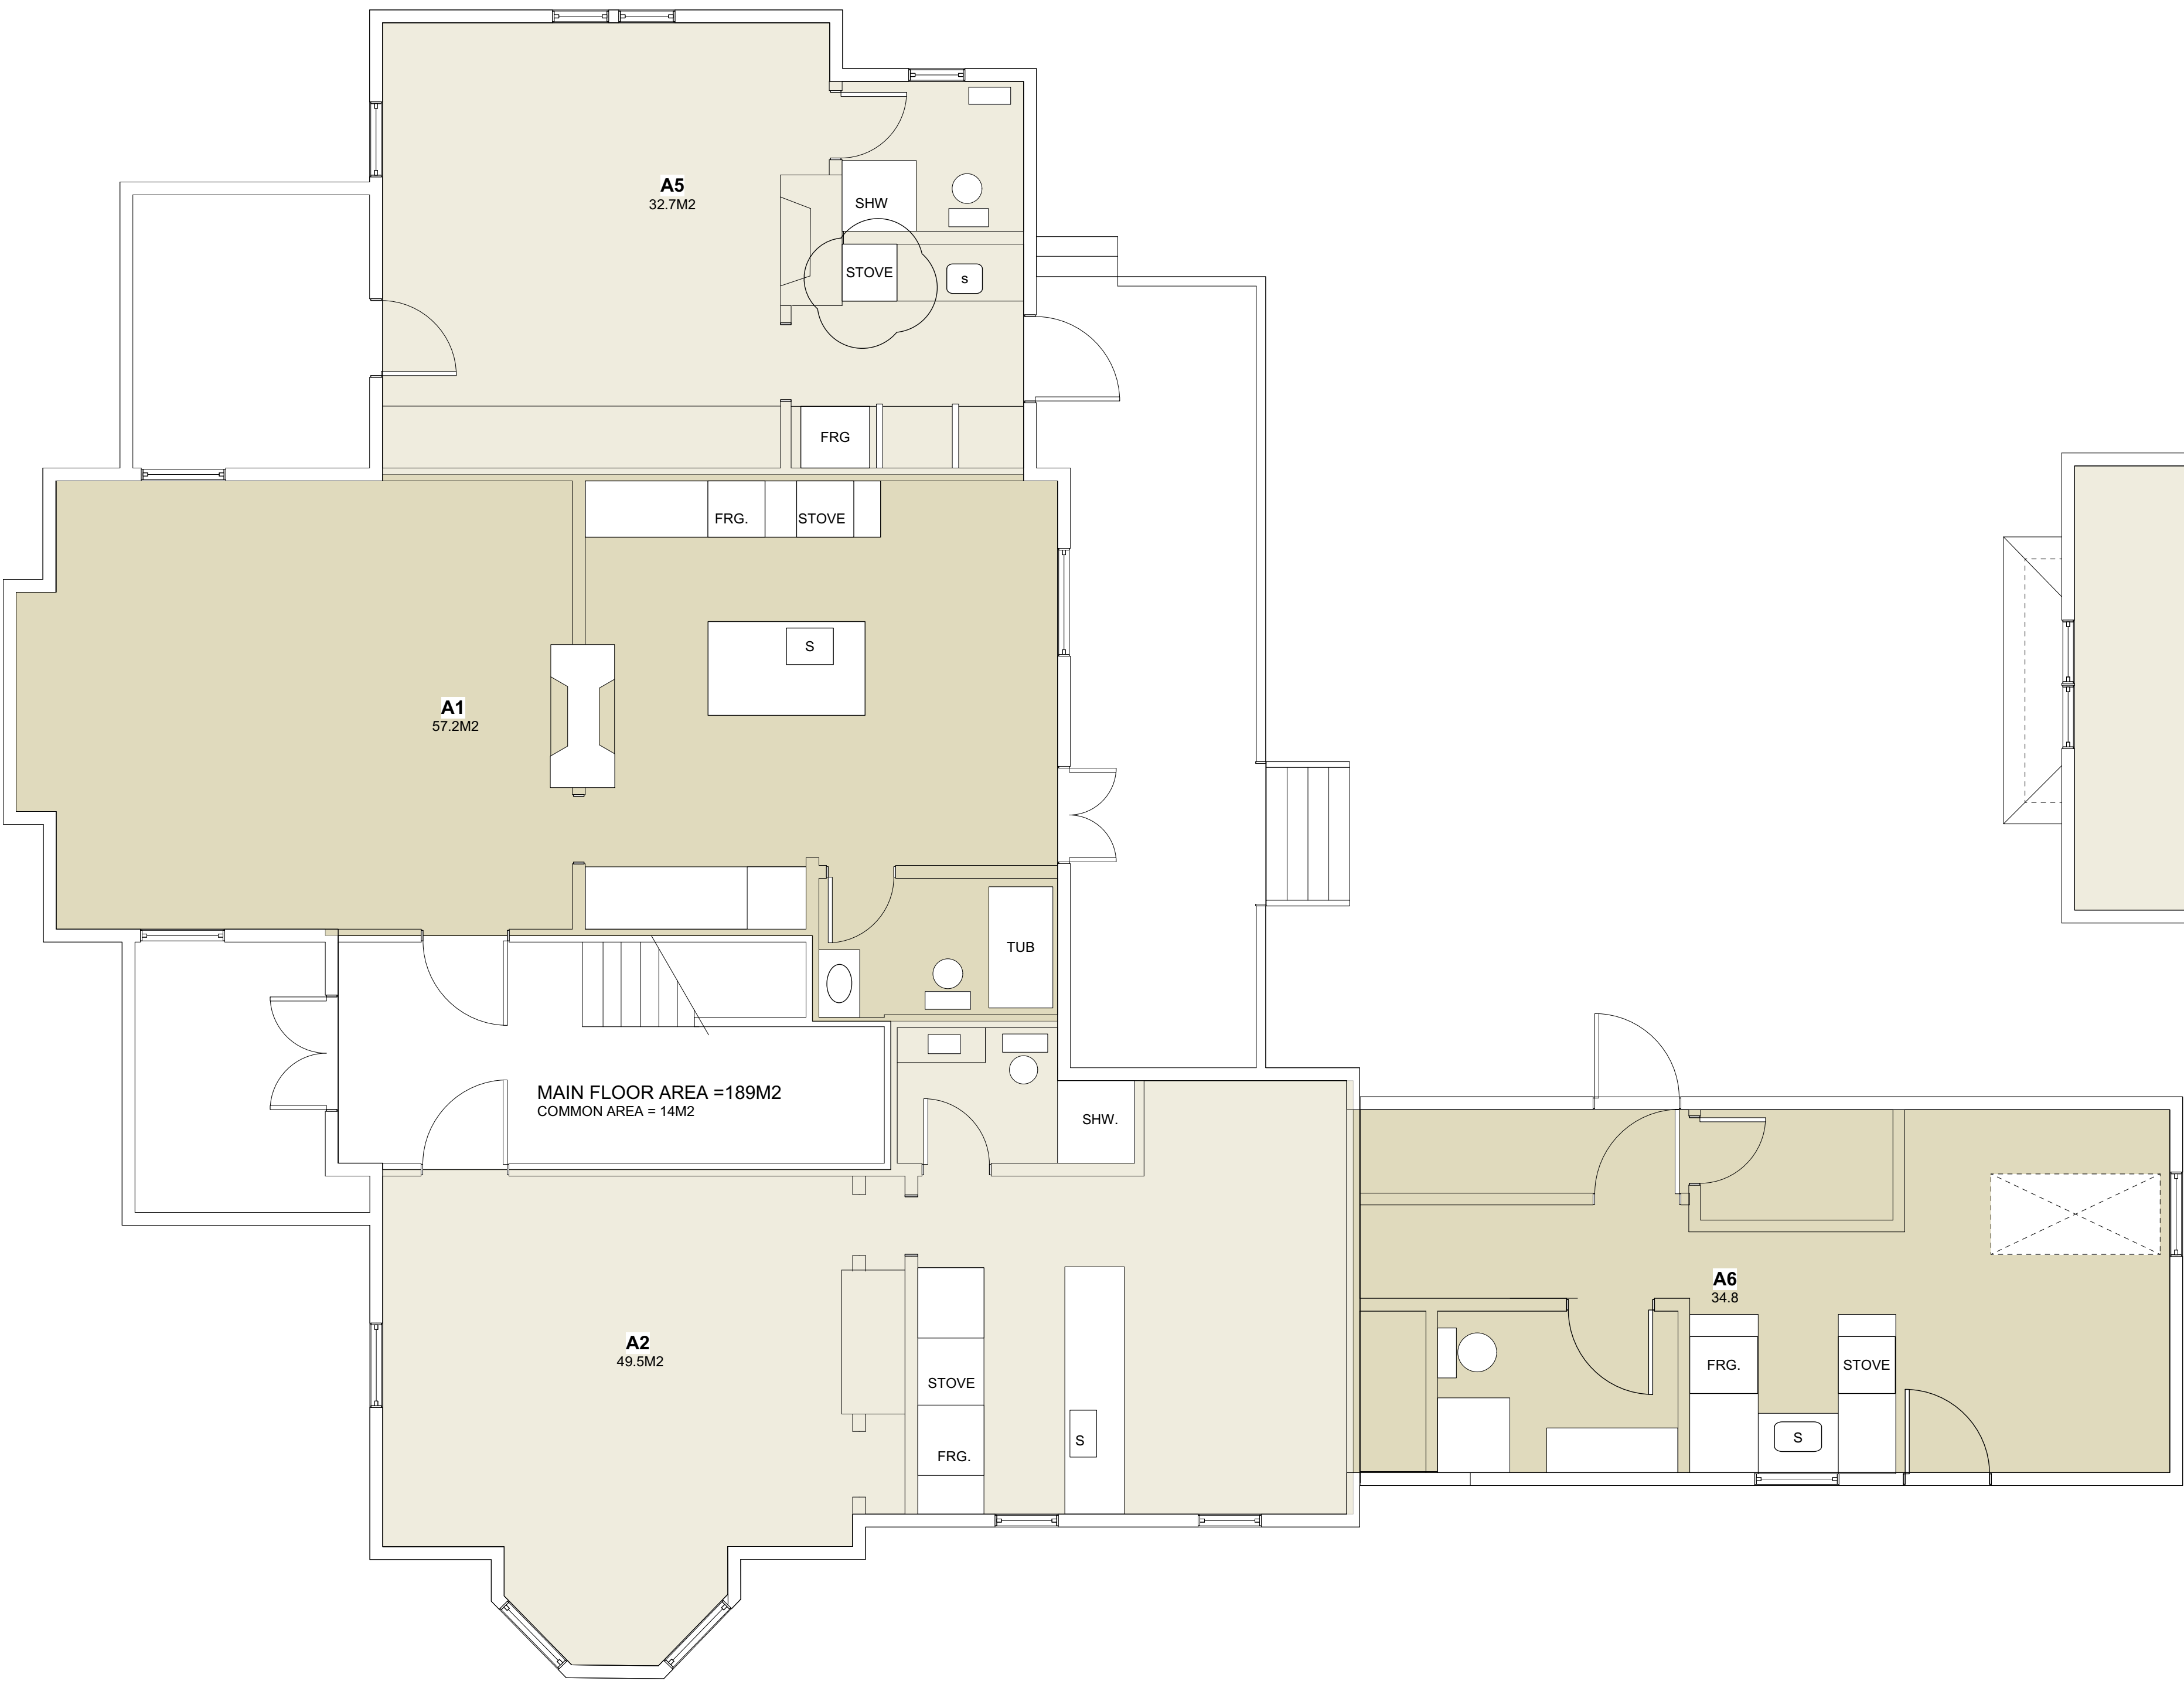 A5
32.7M2
SHW
STOVE
s
FRG
FRG.
STOVE
S
A1
57.2M2
TUB
MAIN FLOOR AREA =189M2
COMMON AREA = 14M2
SHW.
A2
49.5M2
STOVE
FRG.
S
A6
34.8
FRG.
STOVE
S